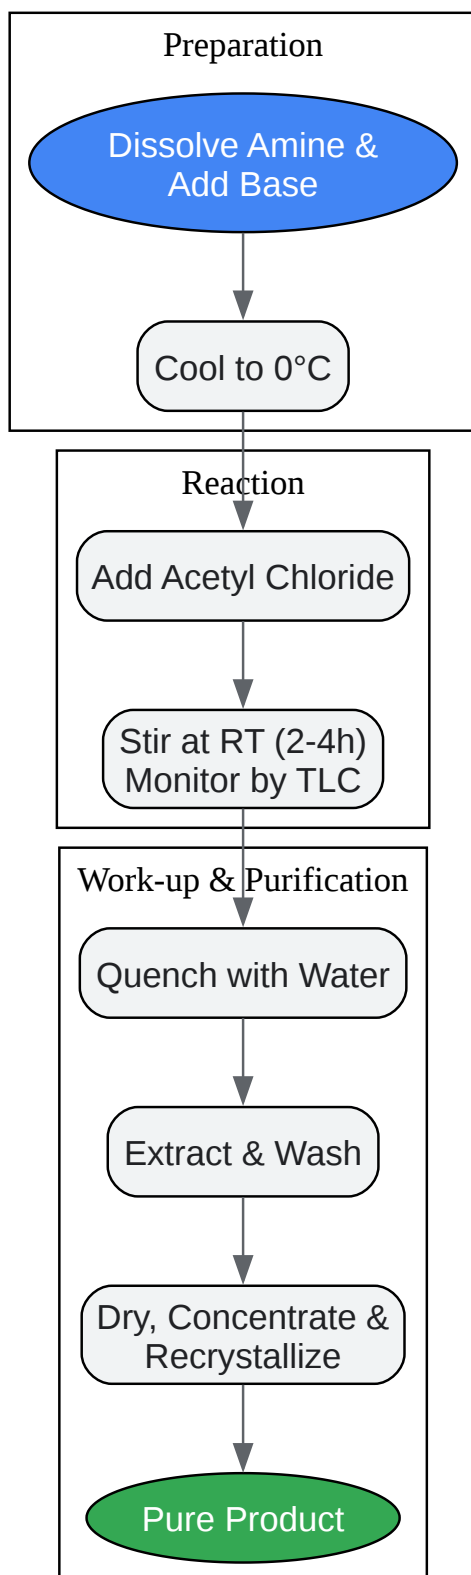 Preparation
Dissolve Amine &
Add Base
Cool to 0°C
Reaction
Add Acetyl Chloride
Stir at RT (2-4h)
Monitor by TLC
Work-up & Purification
Quench with Water
Extract & Wash
Dry, Concentrate &
Recrystallize
Pure Product